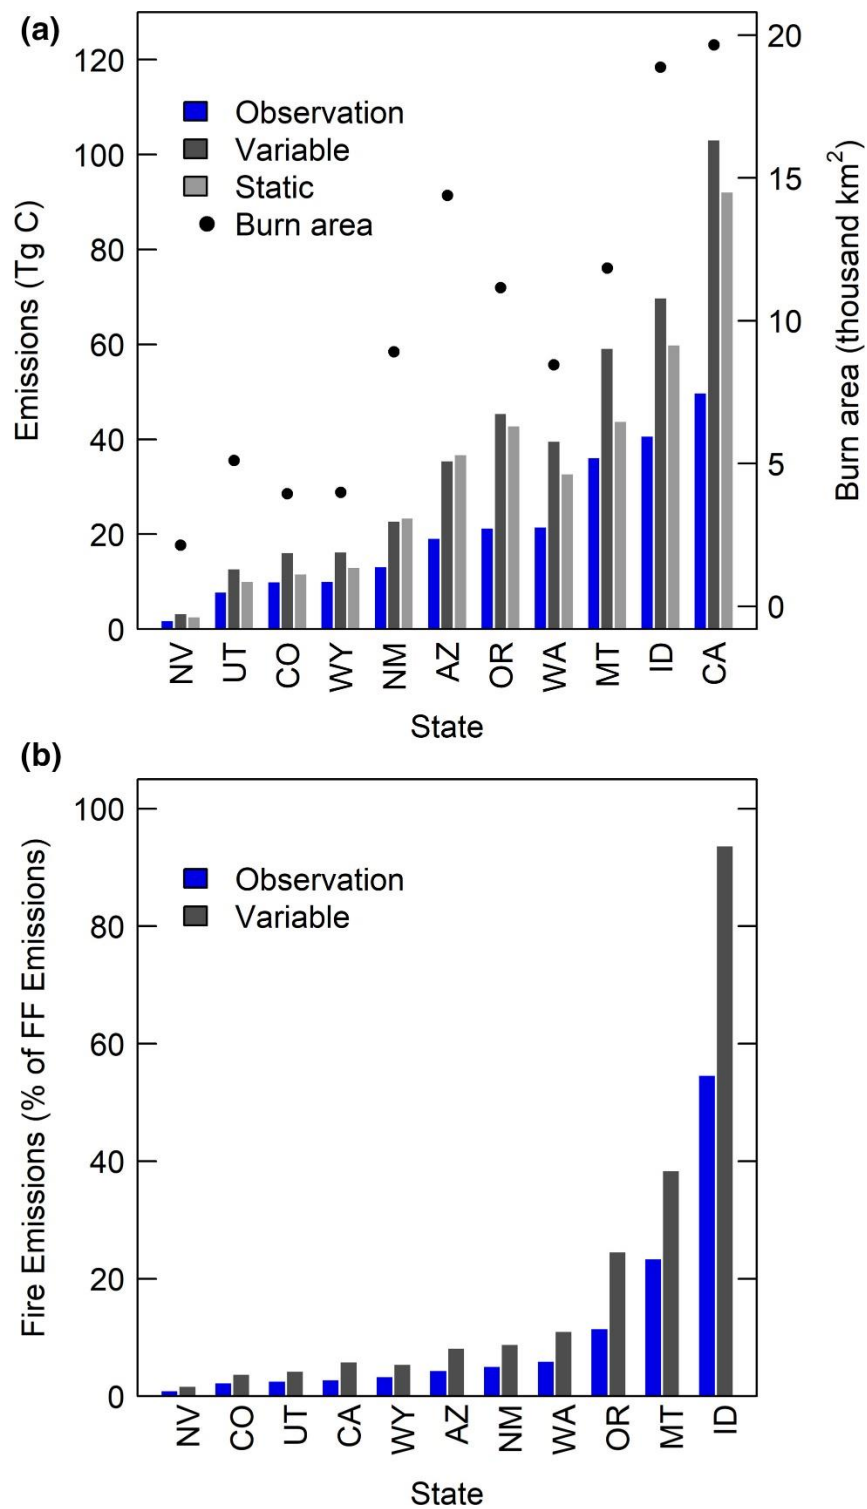 (a)
120
100
80
60
40
20
0
Emissions (Tg C)
Observation
Variable
Static
Burn area
20
15
10
5
0
Burn area (thousand km²)
NV UT CO WY NM AZ OR WA MT ID CA
State
(b)
100
80
60
40
20
0
Fire Emissions (% of FF Emissions)
Observation
Variable
NV CO UT CA WY AZ NM WA OR MT ID
State